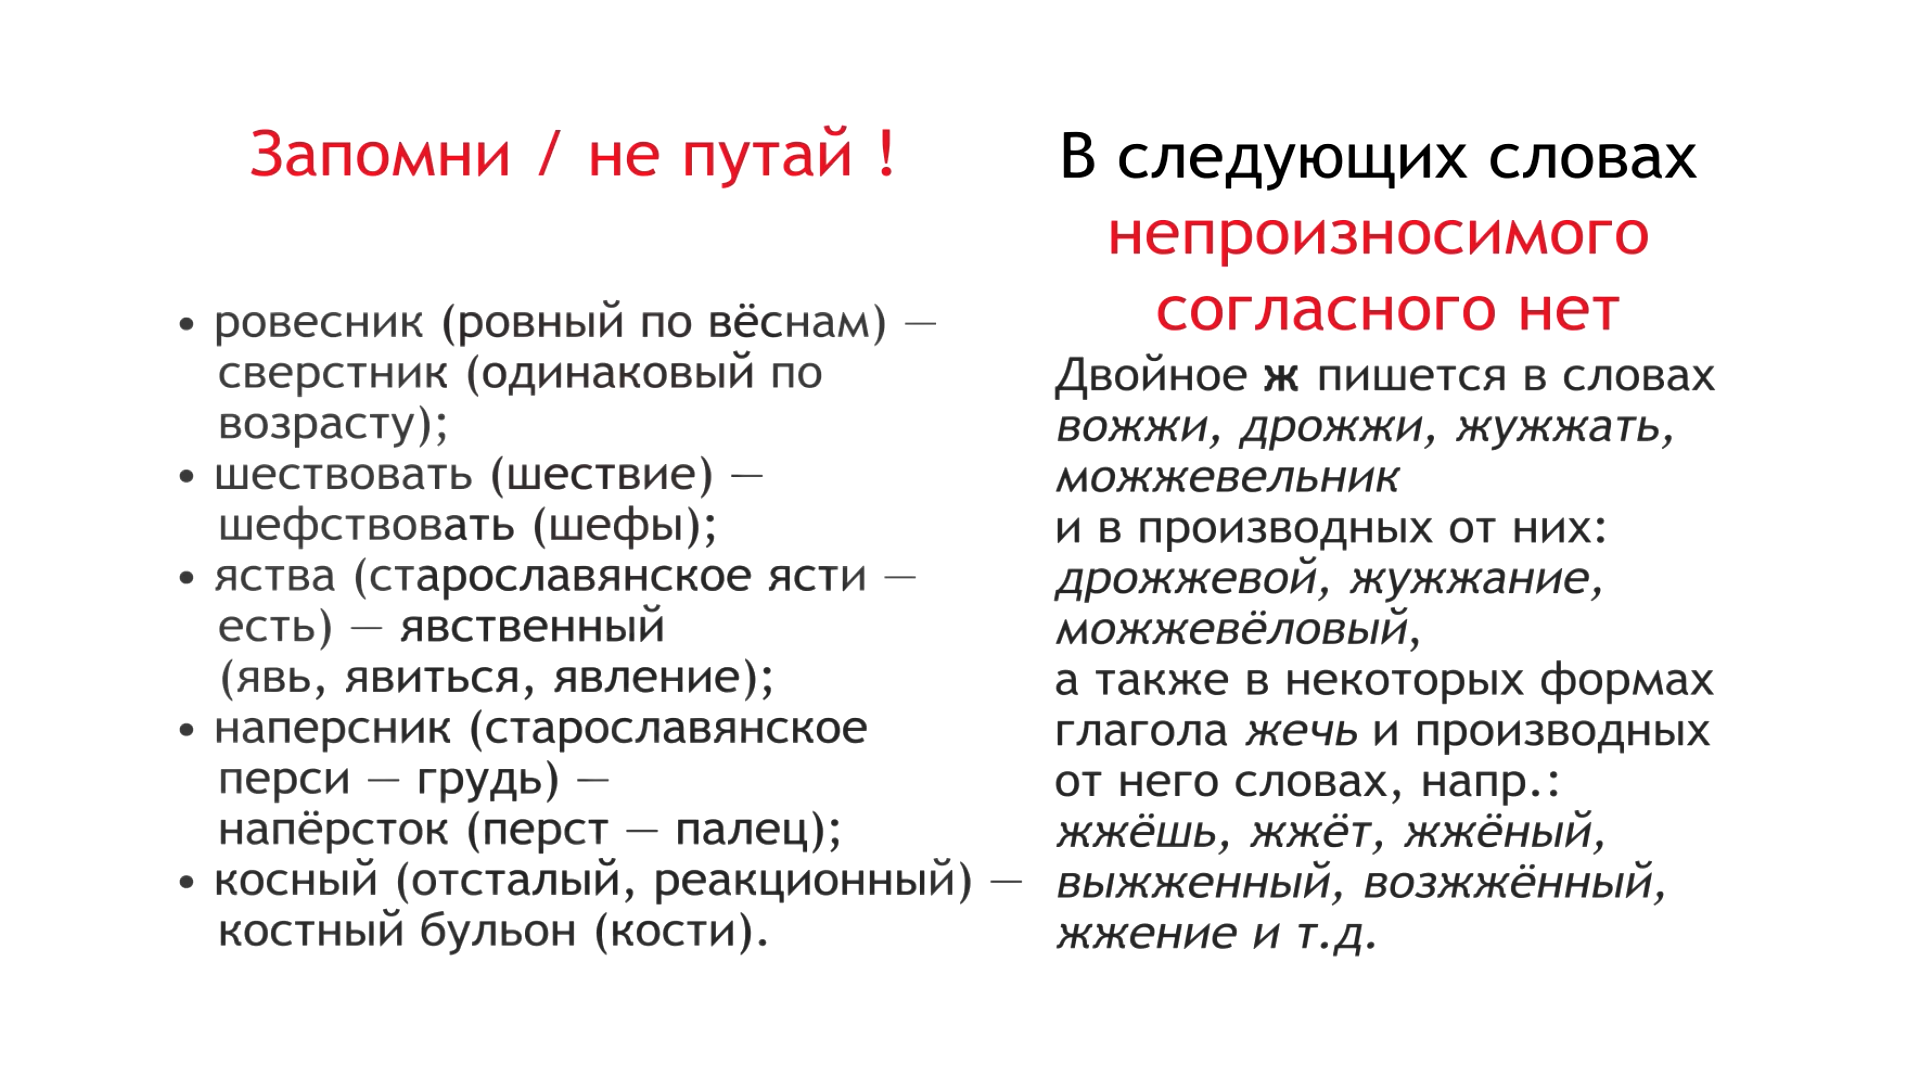 Запомни / не путай !
• ровесник (ровный по вёснам) —
сверстник (одинаковый по
возрасту);
• шествовать (шествие) —
шефствовать (шефы);
• яства (старославянское ясти —
есть) — явственный
(явь, явиться, явление);
• наперсник (старославянское
перси — грудь) —
напёрсток (перст — палец);
• косный (отсталый, реакционный) —
костный бульон (кости).
В следующих словах
непроизносимого
согласного нет
Двойное ж пишется в словах
вожжи, дрожжи, жужжать,
можжевельник
и в производных от них:
дрожжевой, жужжание,
можжевёловый,
а также в некоторых формах
глагола жечь и производных
от него словах, напр.:
жжёшь, жжёт, жжёный,
выжженный, возжжённый,
жжение и т.д.